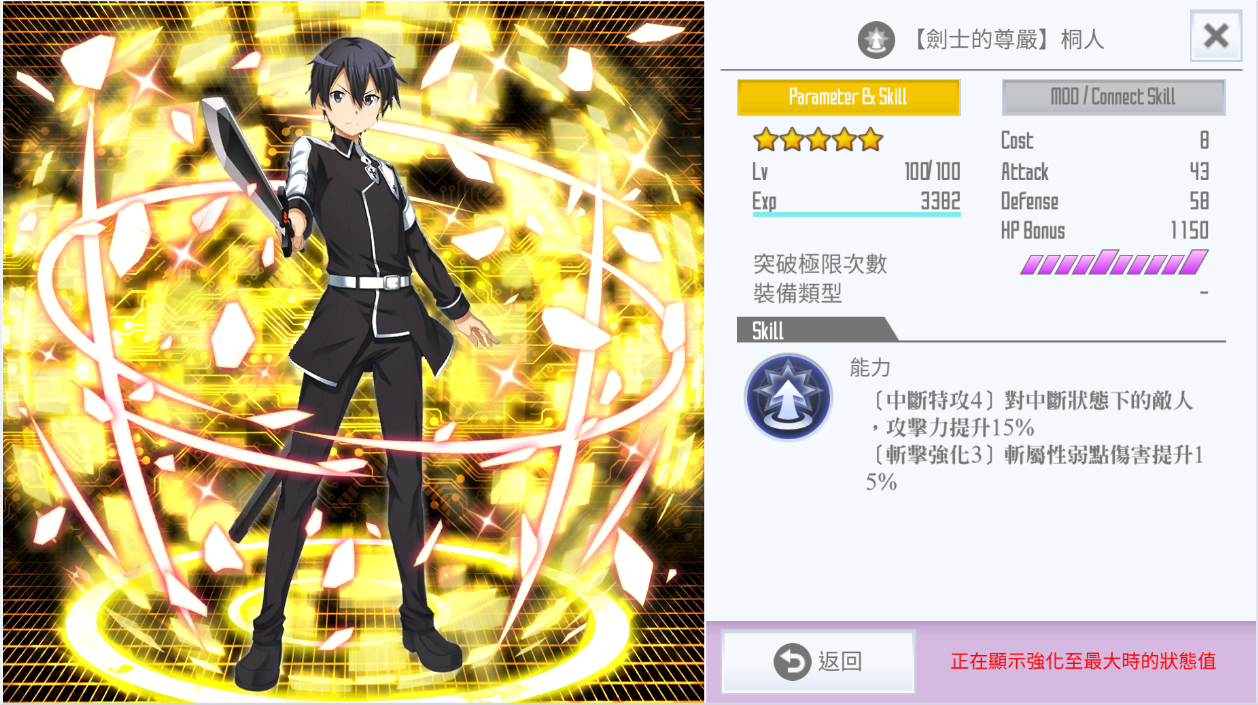 【劍士的尊嚴】桐人
Parameter & Skill
MOD / Connect Skill
Lv 100/100
Exp 3382
Cost 8
Attack 43
Defense 58
HP Bonus 1150
突破極限次數
裝備類型 -
Skill
能力
〔中斷特攻4〕對中斷狀態下的敵人
，攻擊力提升15%
〔斬擊強化3〕斬屬性弱點傷害提升1
5%
返回
正在顯示強化至最大時的狀態值